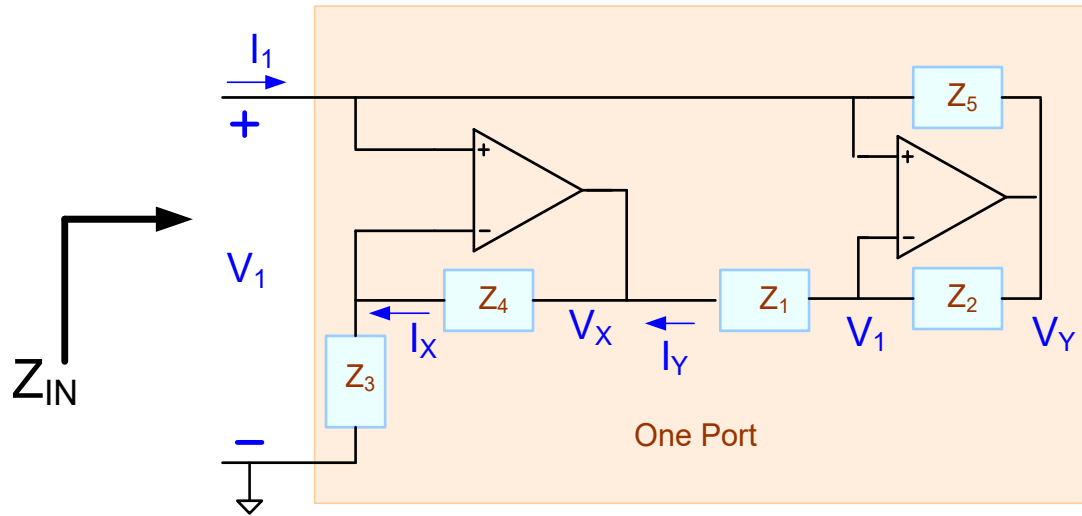 I1
+
Z5
+
+
−
−
V1
Z4
Z1
Z2
IX
VX
IY
V1
VY
ZIN
Z3
One Port
−